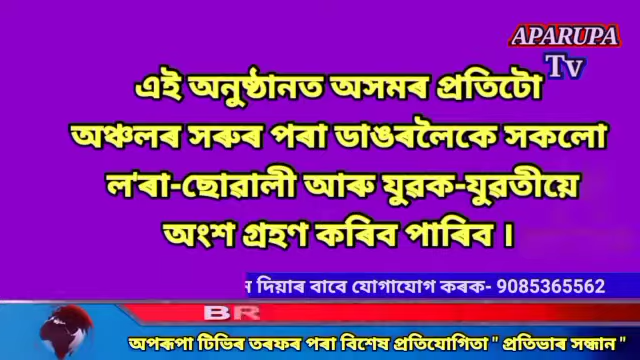 APARUPA
Tv
এই অনুষ্ঠানত অসমৰ প্ৰতিটো
অঞ্চলৰ সৰুৰ পৰা ডাঙৰলৈকে সকলো
ল'ৰা-ছোৱালী আৰু যুৱক-যুৱতীয়ে
অংশ গ্ৰহণ কৰিব পাৰিব ।
দিয়াৰ বাবে যোগাযোগ কৰক- 9085365562
BR
অপৰূপা টিভিৰ তৰফৰ পৰা বিশেষ প্ৰতিযোগিতা " প্ৰতিভাৰ সন্ধান "